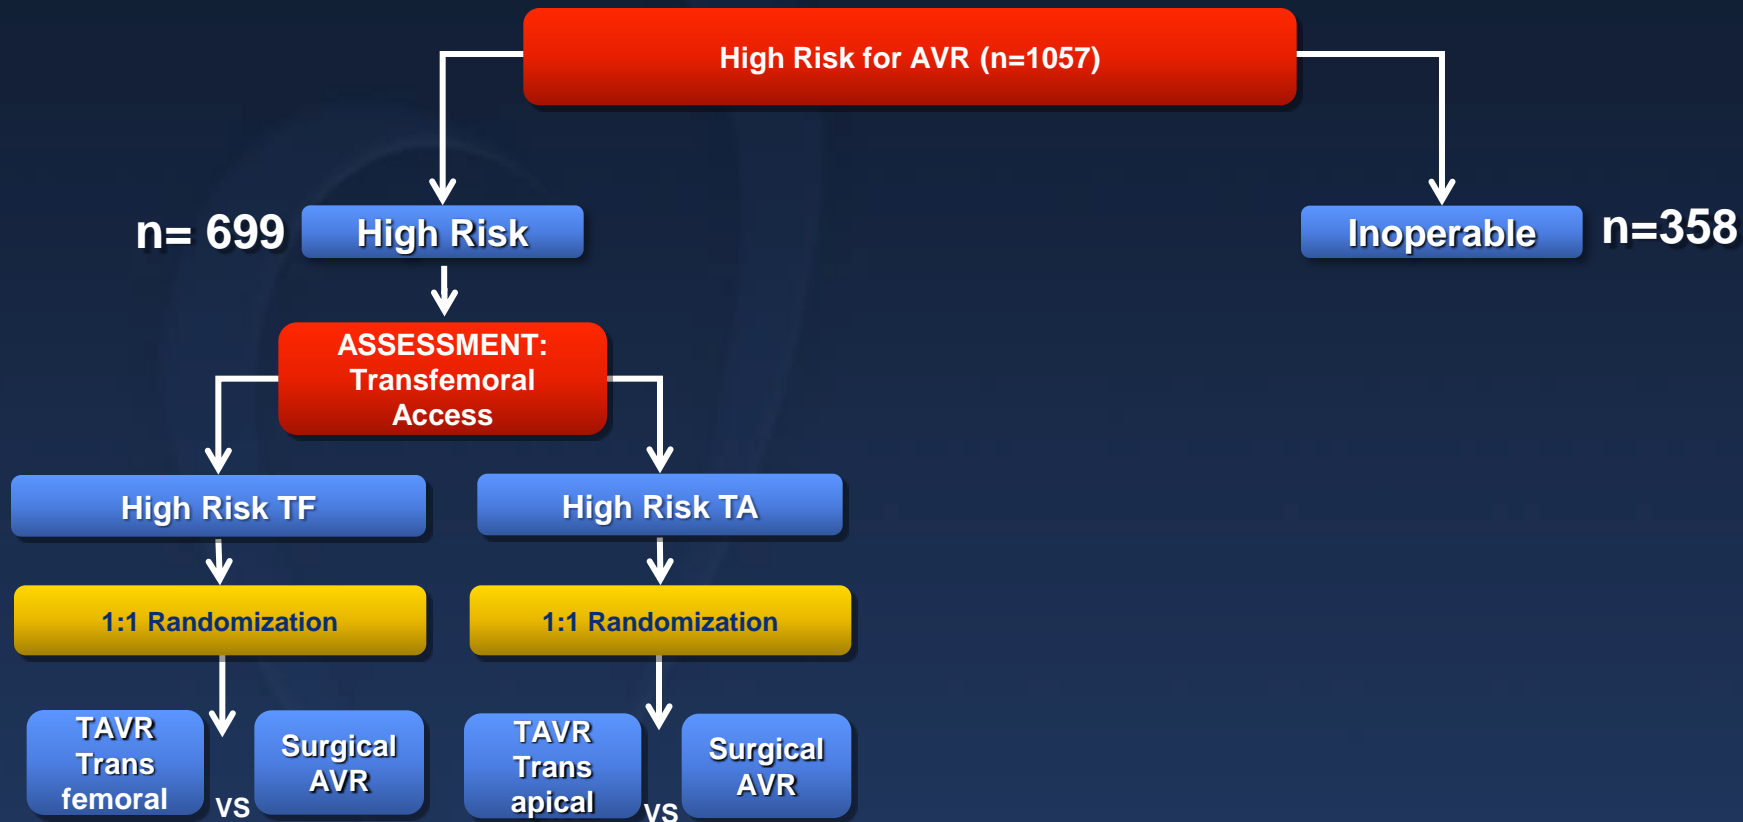 High Risk for AVR (n=1057)
n= 699
High Risk
Inoperable
n=358
ASSESSMENT:
Transfemoral
Access
High Risk TF
High Risk TA
1:1 Randomization
1:1 Randomization
TAVR
Trans
femoral
VS
Surgical
AVR
TAVR
Trans
apical
VS
Surgical
AVR